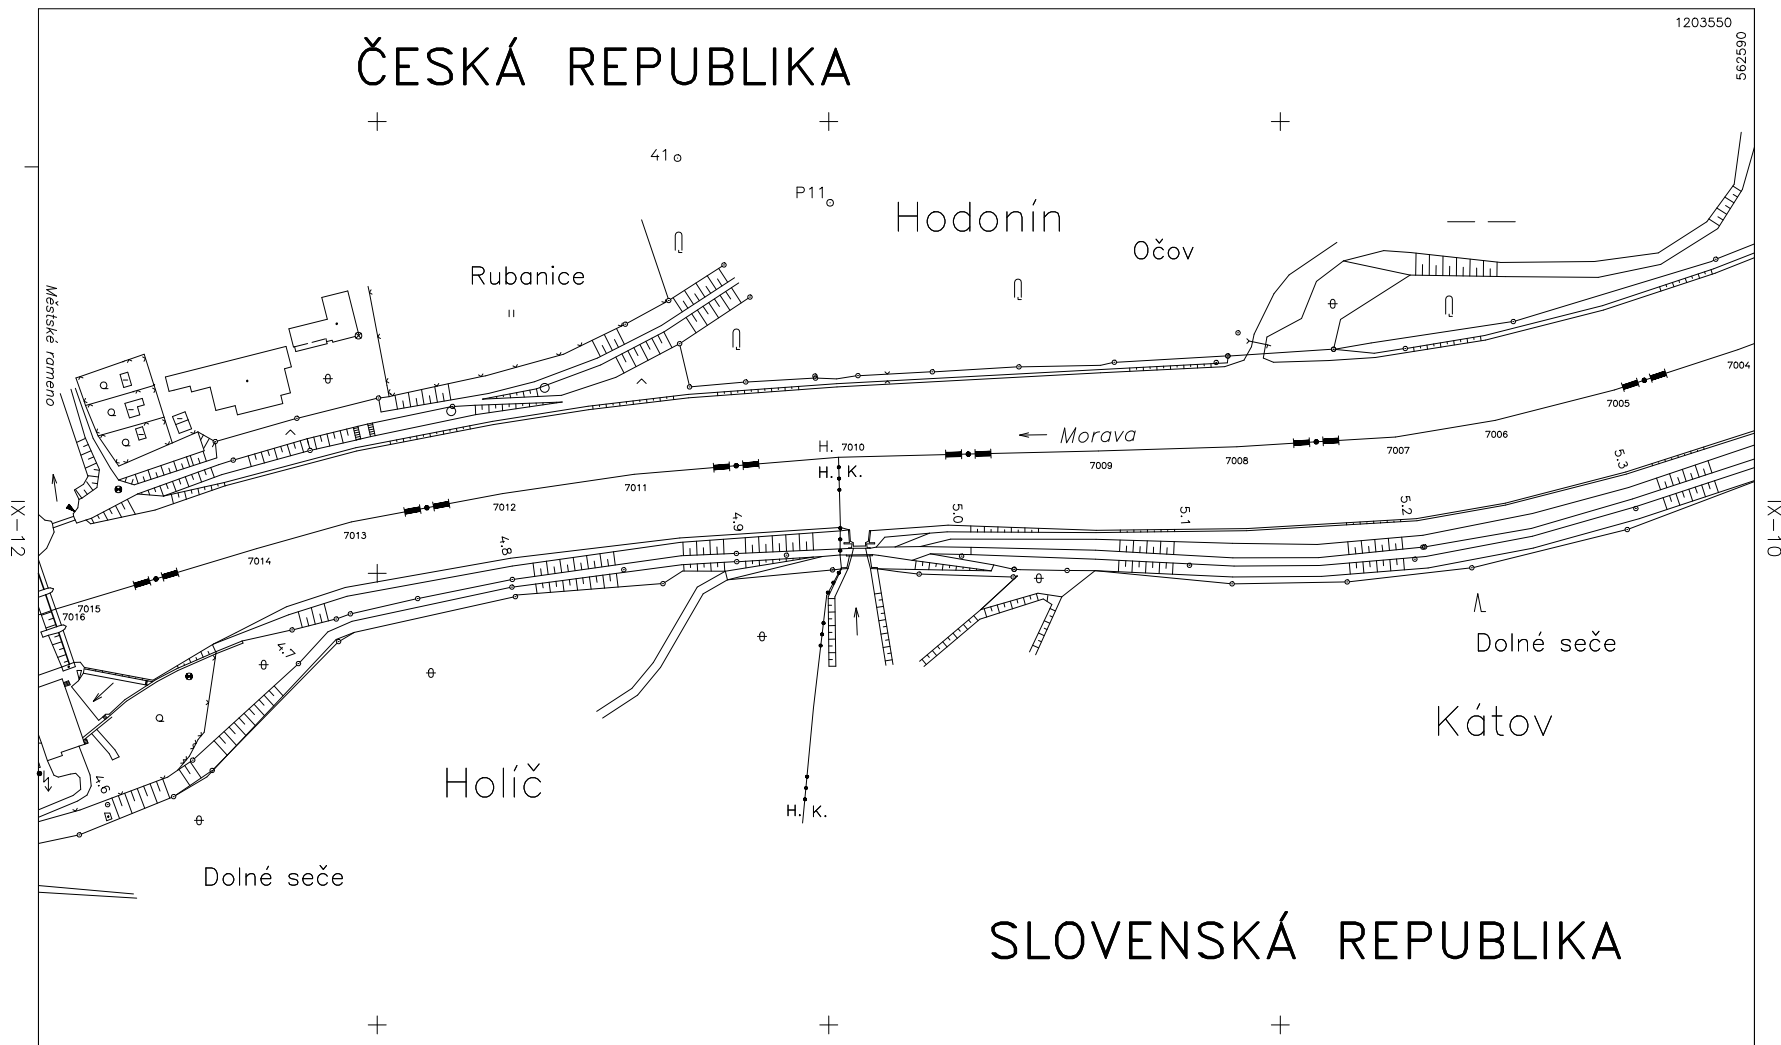 1203550
562590
ČESKÁ REPUBLIKA
41
P11
Hodonín
Očov
Rubanice
Městské rameno
7004
7005
7006
7007
7008
7009
Morava
H.
7010
H. K.
7011
7012
7013
7014
7015
7016
5.3
5.2
5.1
5.0
4.9
4.8
4.7
4.6
IX-12
IX-10
Dolné seče
Kátov
Holíč
H. K.
Dolné seče
SLOVENSKÁ REPUBLIKA